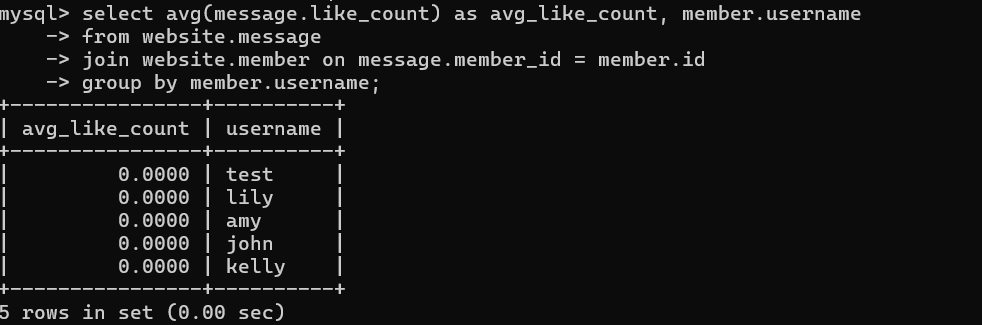 mysql> select avg(message.like_count) as avg_like_count, member.username
    -> from website.message
    -> join website.member on message.member_id = member.id
    -> group by member.username;
+----------------+----------+
| avg_like_count | username |
+----------------+----------+
|         0.0000 | test     |
|         0.0000 | lily     |
|         0.0000 | amy      |
|         0.0000 | john     |
|         0.0000 | kelly    |
+----------------+----------+
5 rows in set (0.00 sec)